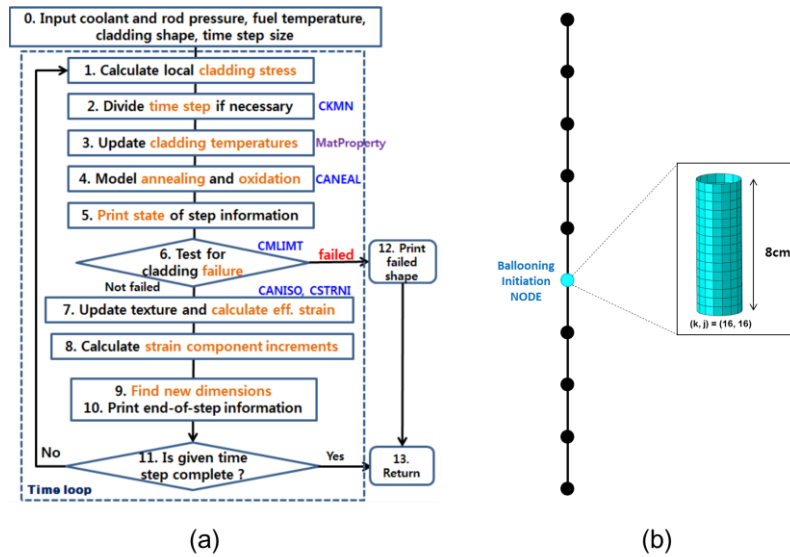 0. Input coolant and rod pressure, fuel temperature,
cladding shape, time step size
1. Calculate local cladding stress
2. Divide time step if necessary
CKMN
3. Update cladding temperatures
MatProperty
4. Model annealing and oxidation
CANEAL
5. Print state of step information
6. Test for
cladding failure
CMLIMT
failed
12. Print
failed
shape
Not failed
CANISO, CSTRNI
7. Update texture and calculate eff. strain
8. Calculate strain component increments
9. Find new dimensions
10. Print end-of-step information
No
11. Is given time
step complete ?
Yes
13.
Return
Time loop
(a)
Ballooning
Initiation
NODE
8cm
(k, j) = (16, 16)
(b)